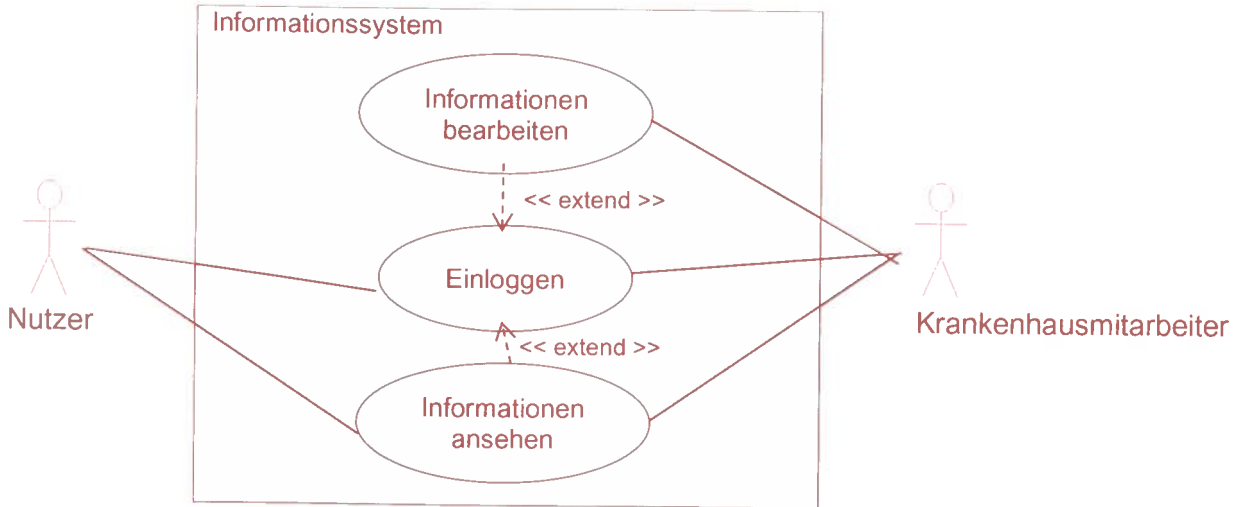 Informationssystem
Informationen
bearbeiten
<< extend >>
Einloggen
Nutzer
Krankenhausmitarbeiter
<< extend >>
Informationen
ansehen